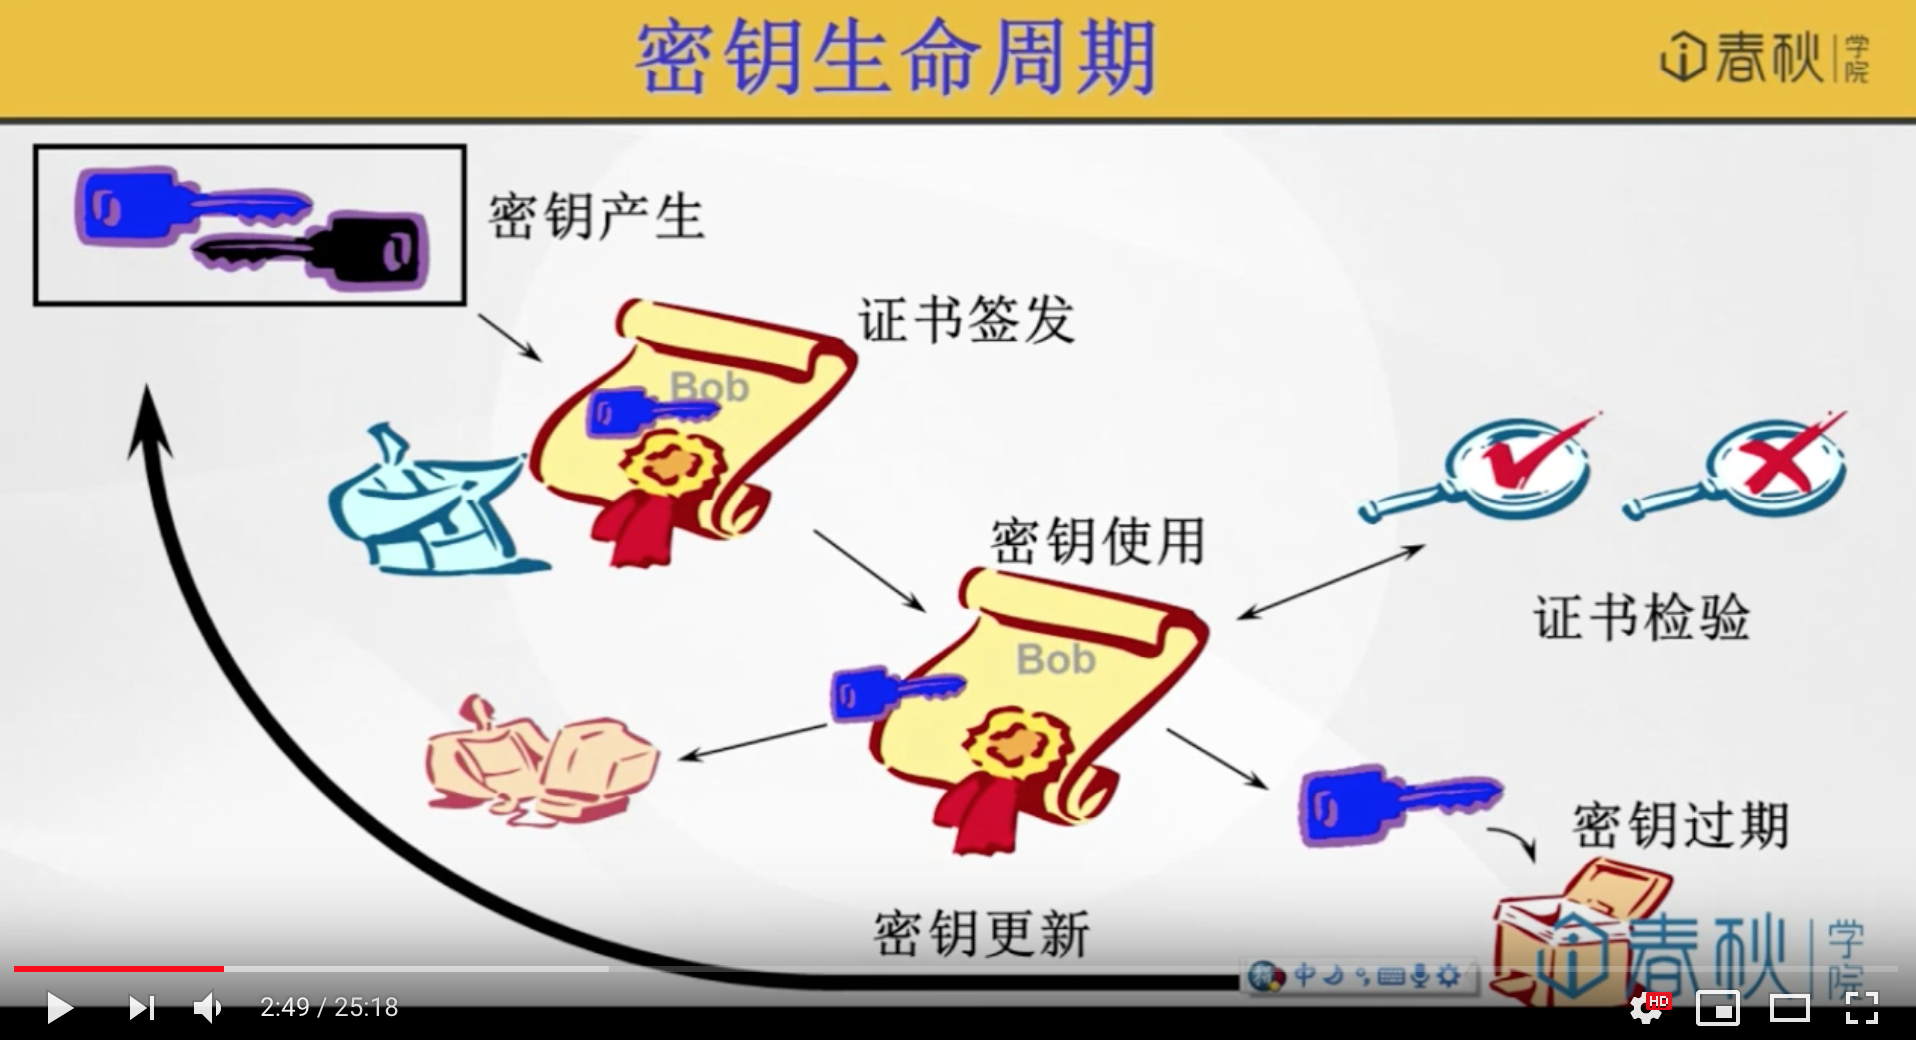 密钥生命周期
春秋学院
密钥产生
证书签发
Bob
密钥使用
证书检验
Bob
密钥过期
密钥更新
春秋学院
中
2:49 / 25:18
HD